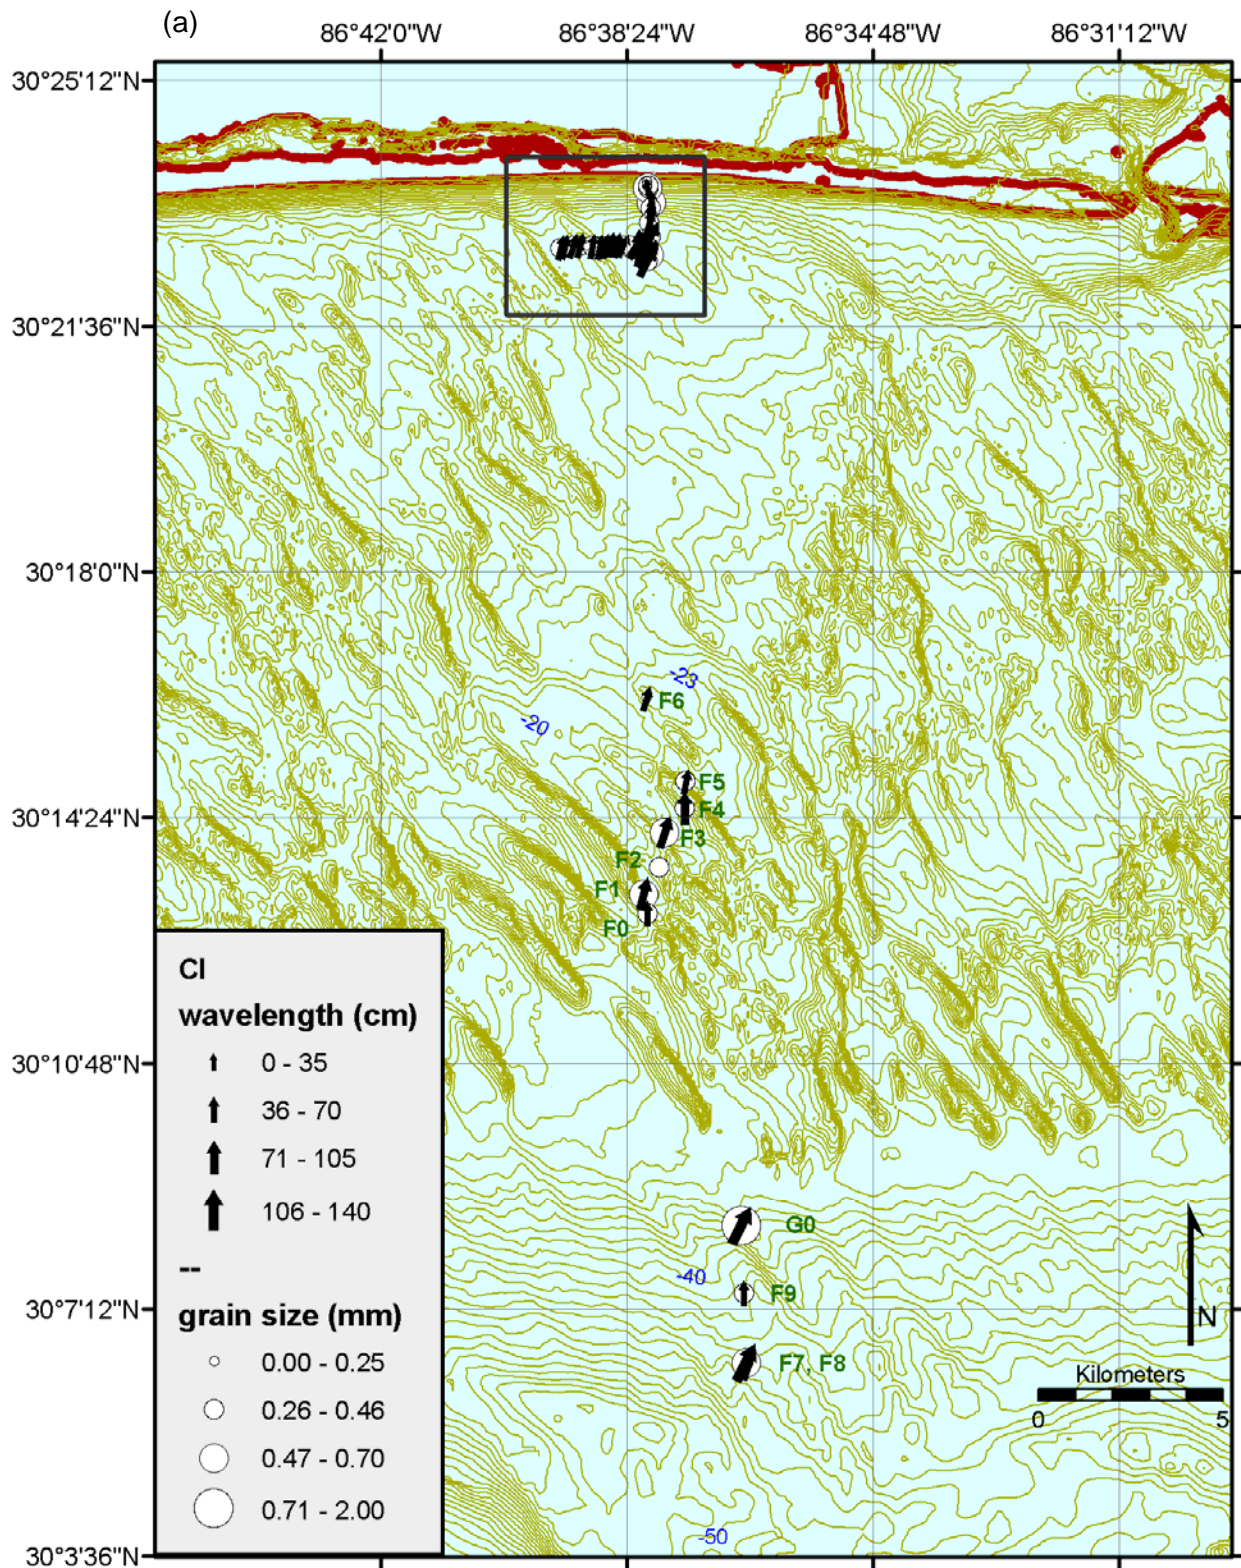 (a)
86°42'0"W 86°38'24"W 86°34'48"W 86°31'12"W
30°25'12"N
30°21'36"N
30°18'0"N
-23
F6
-20
F5
30°14'24"N
F4
F3
F2
F1
F0
CI
wavelength (cm)
0 - 35
30°10'48"N
36 - 70
71 - 105
106 - 140
G0
--
-40
F9
30°7'12"N
grain size (mm)
N
0.00 - 0.25
F7, F8
Kilometers
0.26 - 0.46
0 5
0.47 - 0.70
0.71 - 2.00
-50
30°3'36"N